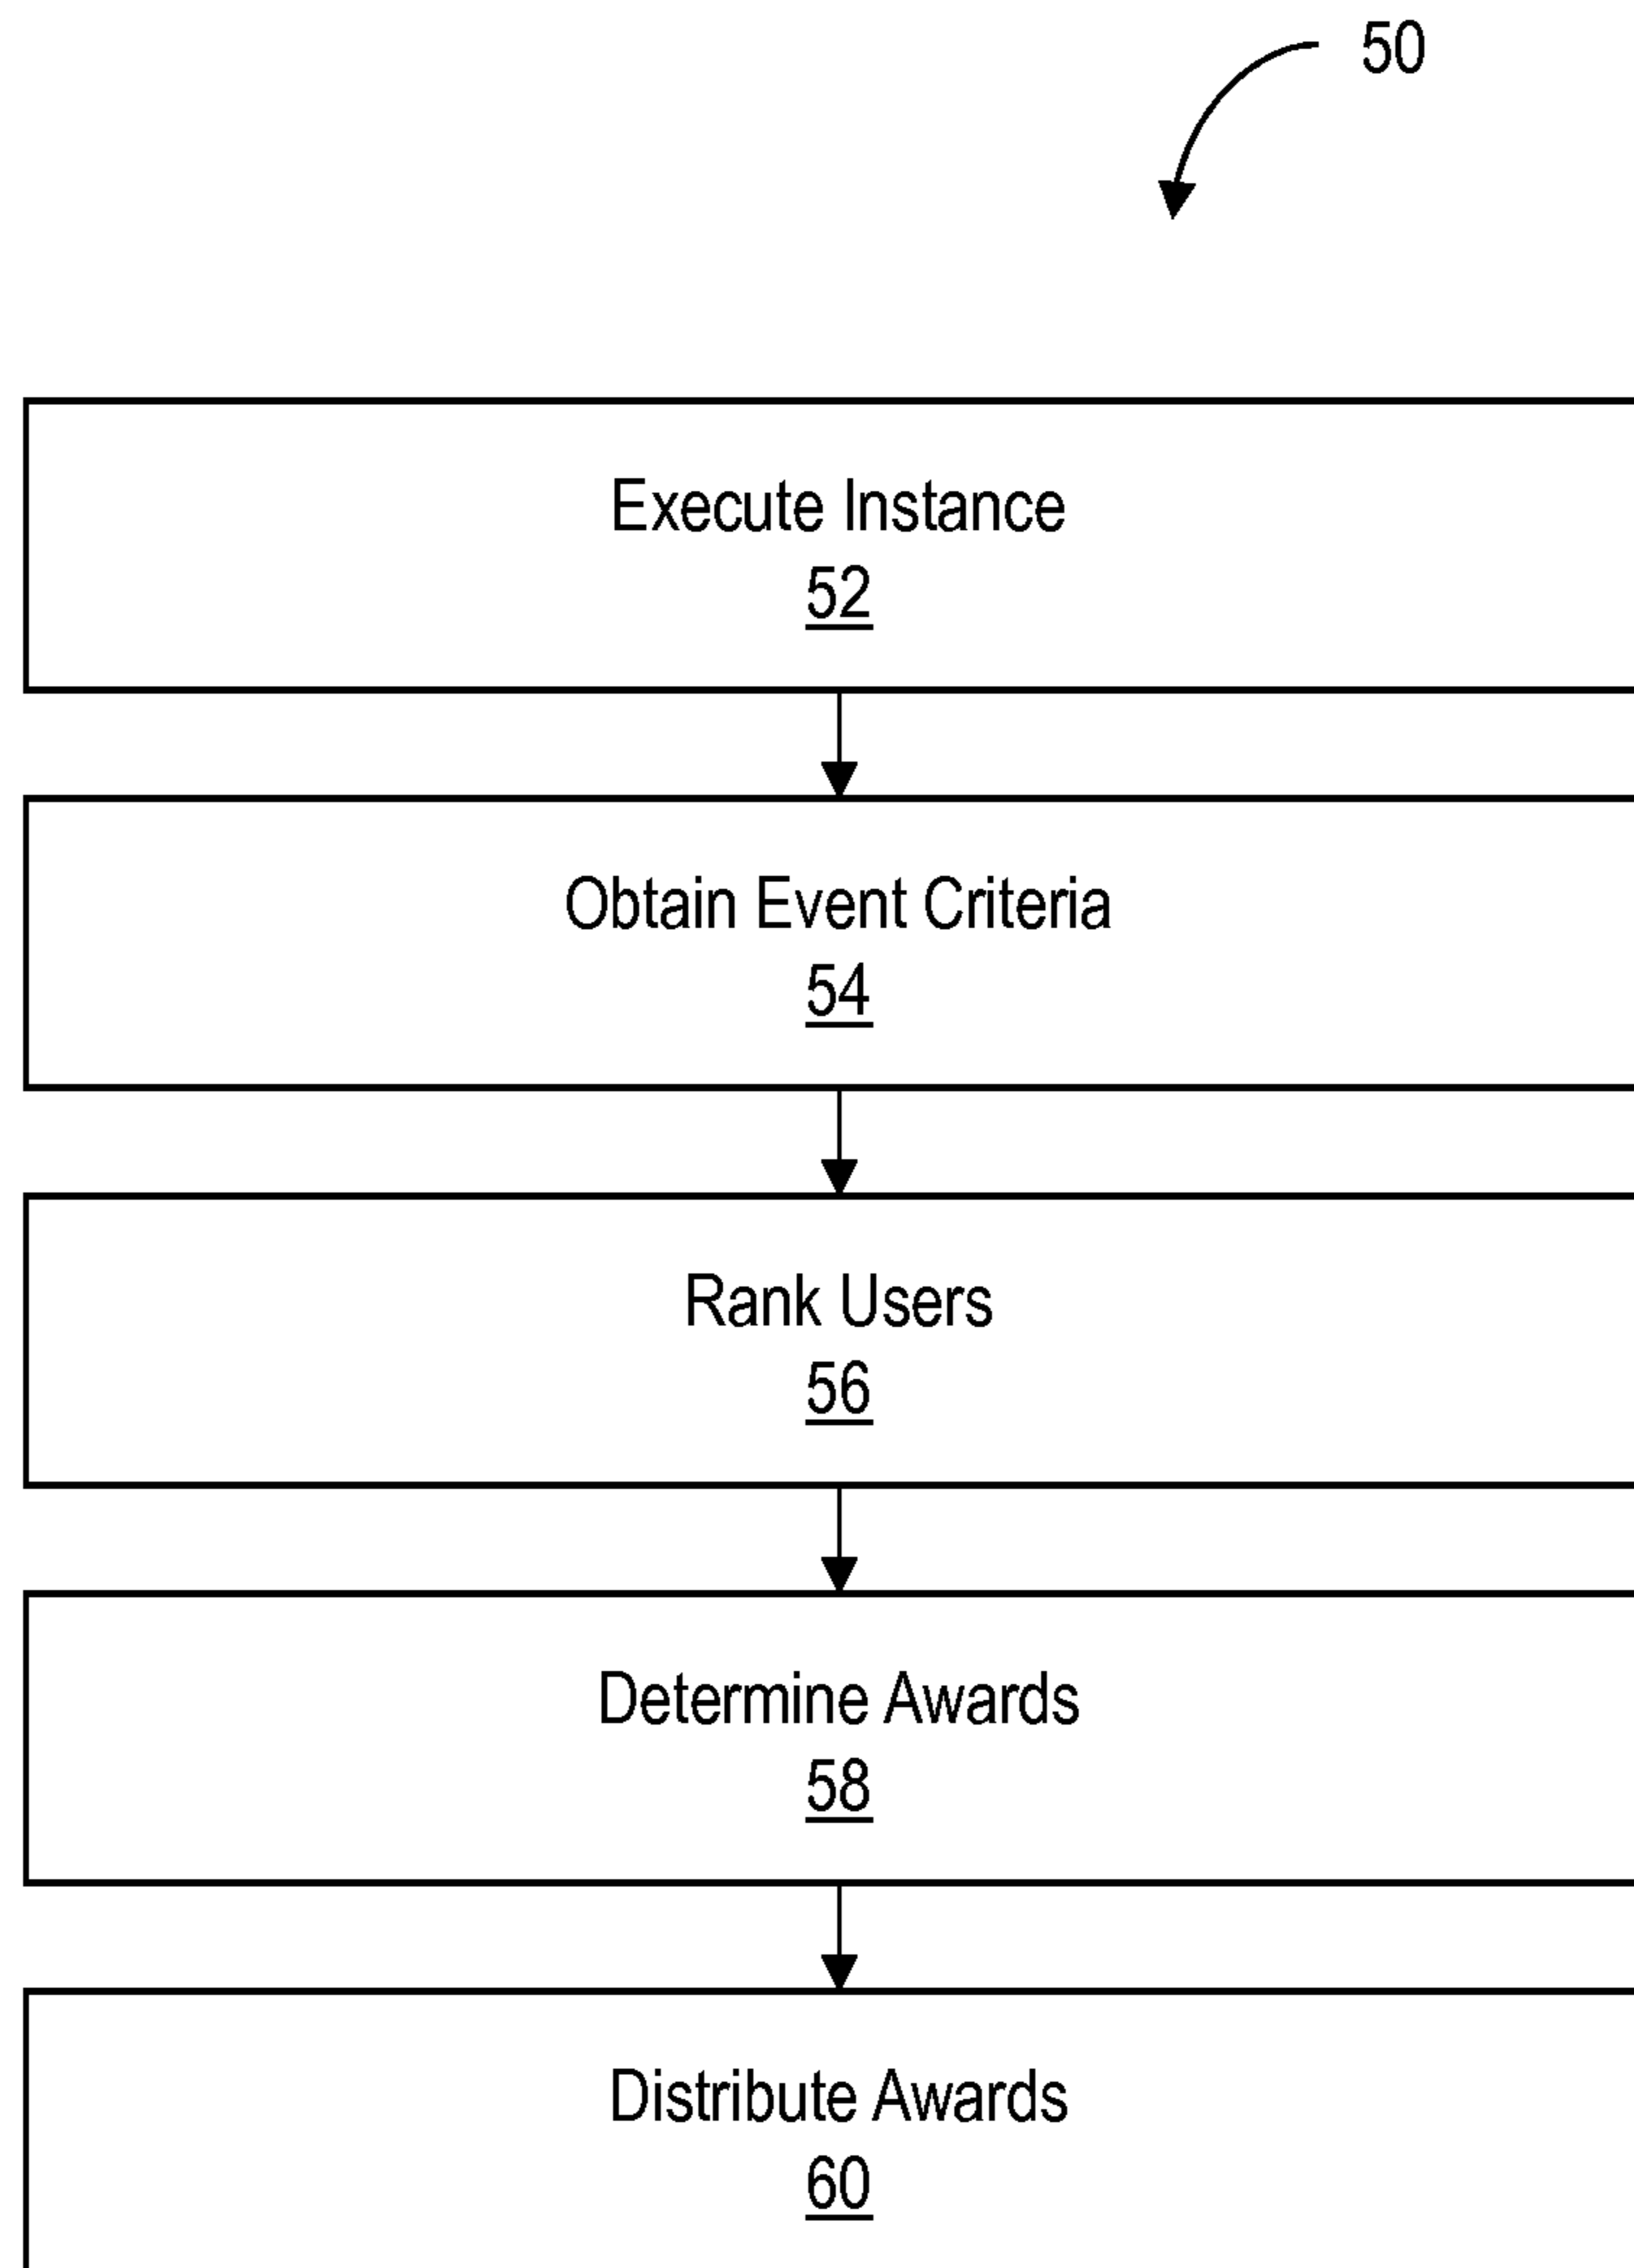 50
Execute Instance
52
Obtain Event Criteria
54
Rank Users
56
Determine Awards
58
Distribute Awards
60